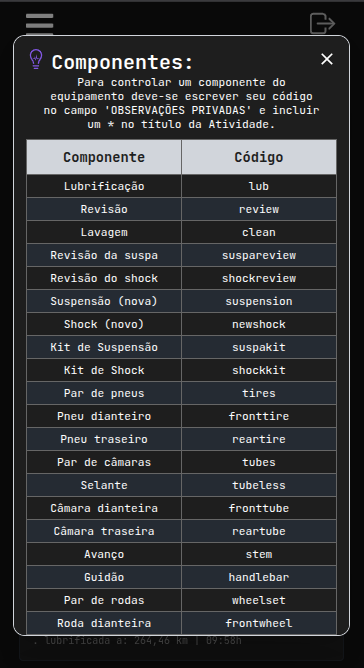 Componentes:
Para controlar um componente do
equipamento deve-se escrever seu código
no campo 'OBSERVAÇÕES PRIVADAS' e incluir
um * no título da Atividade.
Componente Código
Lubrificação lub
Revisão review
Lavagem clean
Revisão da suspa suspareview
Revisão do shock shockreview
Suspensão (nova) suspension
Shock (novo) newshock
Kit de Suspensão suspakit
Kit de Shock shockkit
Par de pneus tires
Pneu dianteiro fronttire
Pneu traseiro reartire
Par de câmaras tubes
Selante tubeless
Câmara dianteira fronttube
Câmara traseira reartube
Avanço stem
Guidão handlebar
Par de rodas wheelset
Roda dianteira frontwheel
. lubrificada a: 264,46 km | 09:58h